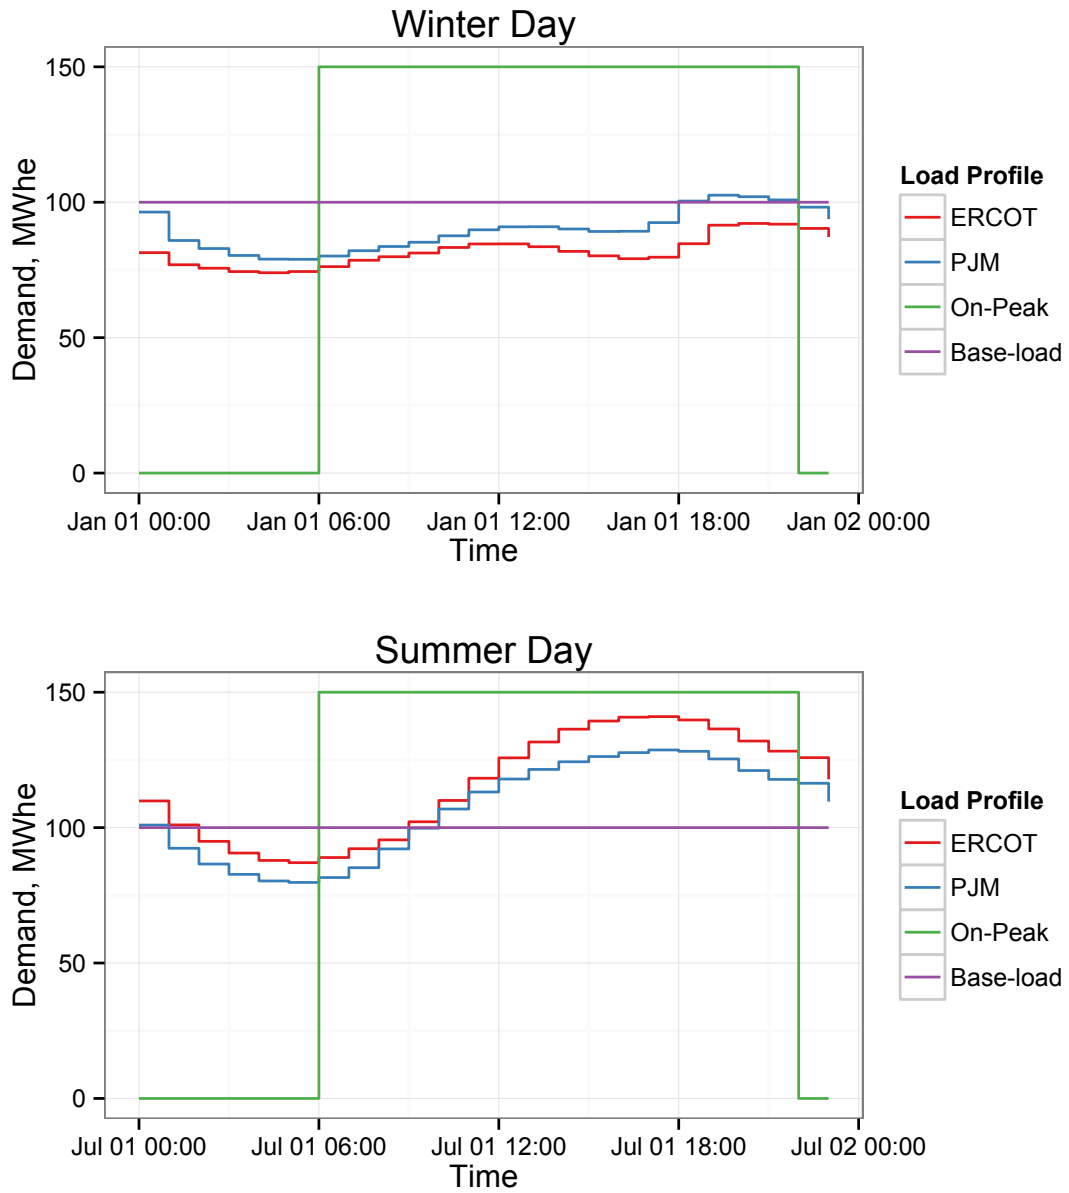 Winter Day
Demand, MWhe
150
100
50
0
Jan 01 00:00 Jan 01 06:00 Jan 01 12:00 Jan 01 18:00 Jan 02 00:00
Time
Load Profile
ERCOT
PJM
On-Peak
Base-load
Summer Day
Demand, MWhe
150
100
50
0
Jul 01 00:00 Jul 01 06:00 Jul 01 12:00 Jul 01 18:00 Jul 02 00:00
Time
Load Profile
ERCOT
PJM
On-Peak
Base-load